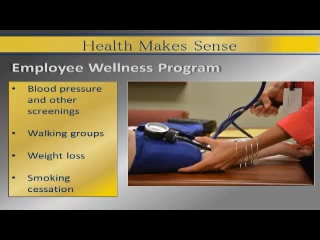 Health Makes Sense
Employee Wellness Program
• Blood pressure
and other
screenings
• Walking groups
• Weight loss
• Smoking
cessation